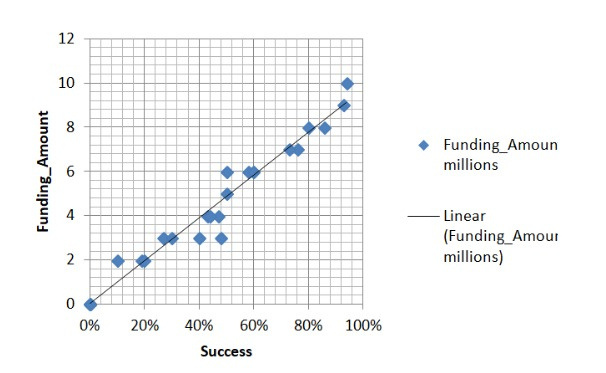 12
10
8
6
4
2
0
Funding_Amount
0% 20% 40% 60% 80% 100%
Success
Funding_Amoun
millions
Linear
(Funding_Amour
millions)